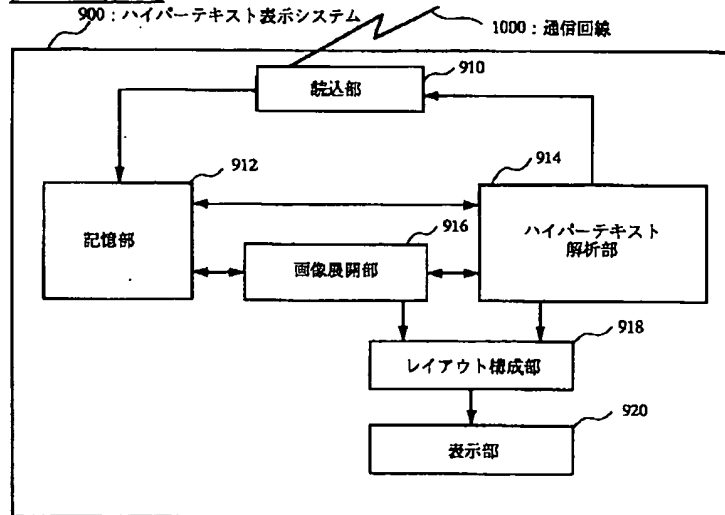 900：ハイパーテキスト表示システム
1000：通信回線
910
読込部
912
914
記憶部
916
ハイパーテキスト
解析部
画像展開部
918
レイアウト構成部
920
表示部